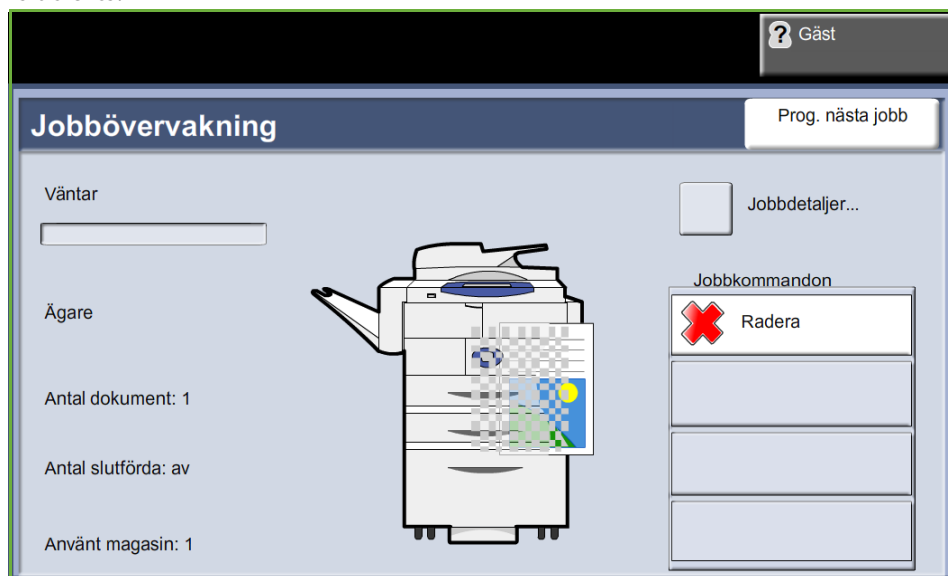 Gäst
Jobbövervakning
Prog. nästa jobb
Väntar
Jobbdetaljer...
Jobbkommandon
Ägare
Radera
Antal dokument: 1
Antal slutförda: av
Använt magasin: 1